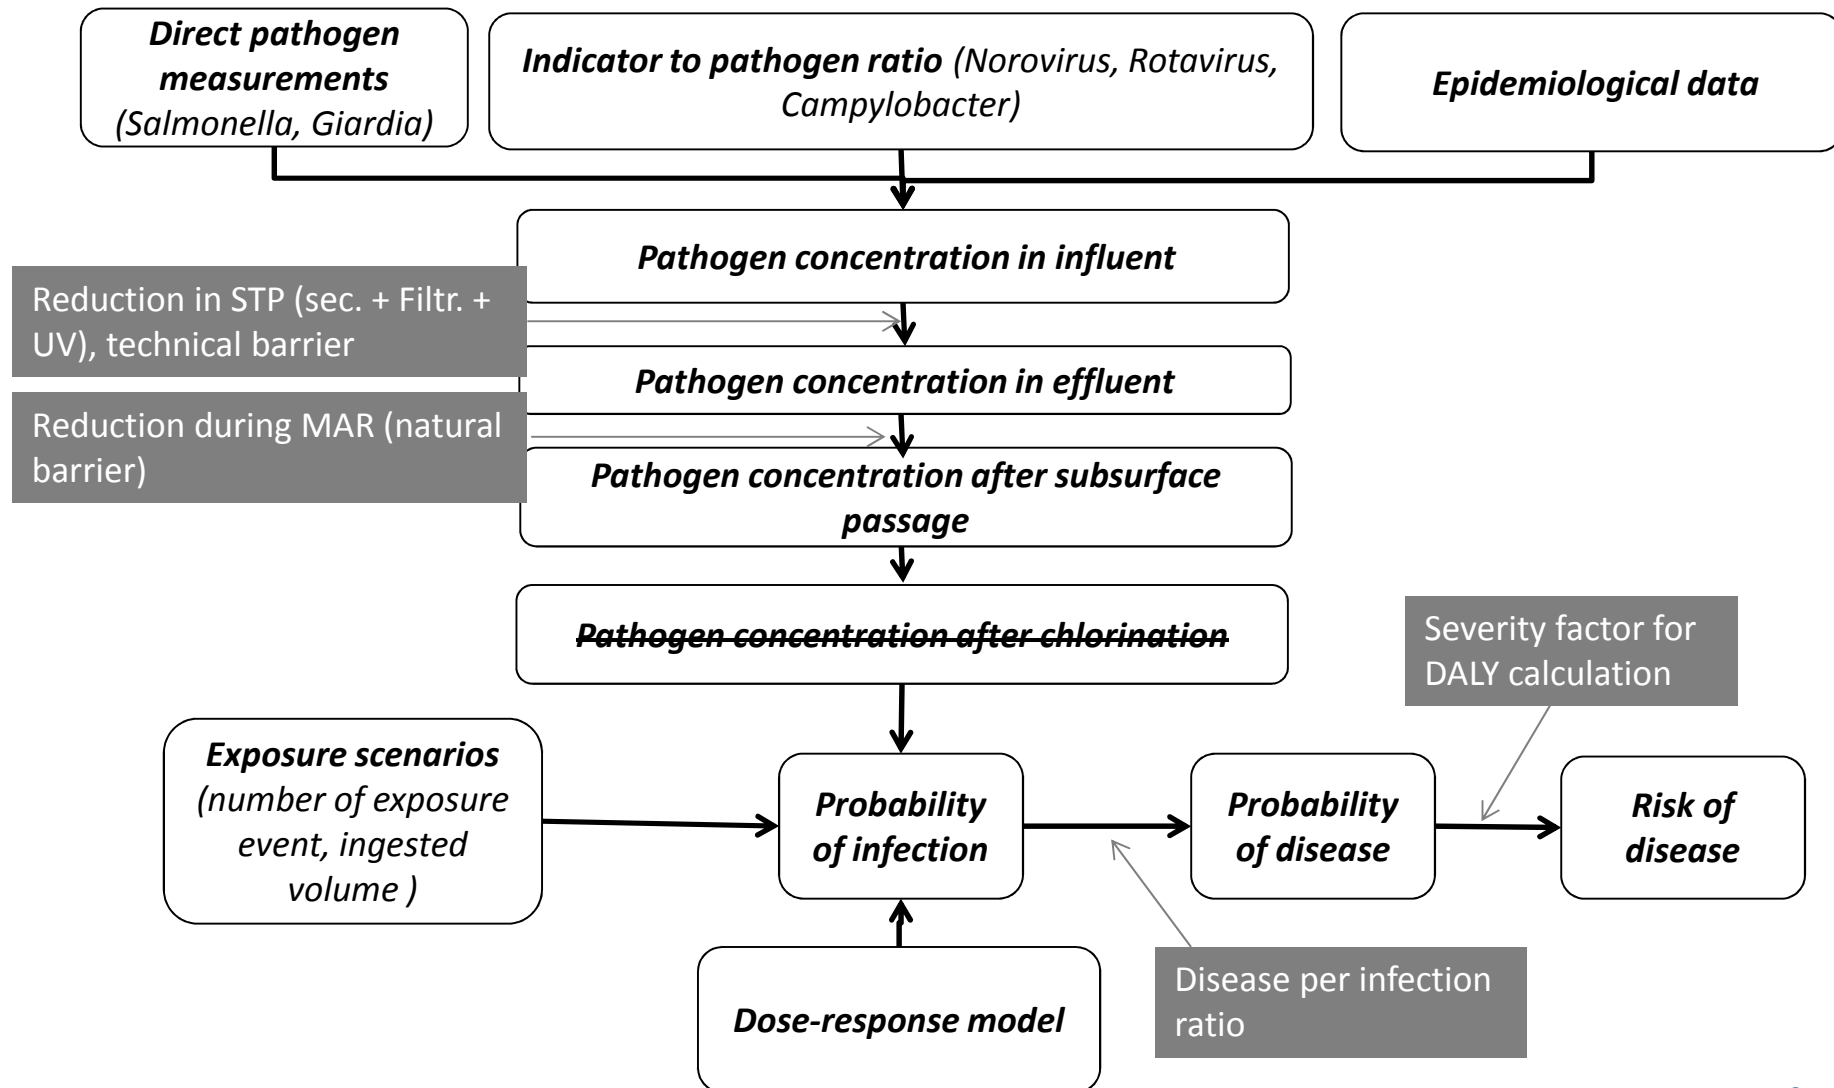 Direct pathogen
measurements
(Salmonella, Giardia)
Indicator to pathogen ratio (Norovirus, Rotavirus,
Campylobacter)
Epidemiological data
Pathogen concentration in influent
Reduction in STP (sec. + Filtr. +
UV), technical barrier
Pathogen concentration in effluent
Reduction during MAR (natural
barrier)
Pathogen concentration after subsurface
passage
Pathogen concentration after chlorination
Severity factor for
DALY calculation
Exposure scenarios
(number of exposure
event, ingested
volume )
Probability
of infection
Probability
of disease
Risk of
disease
Disease per infection
ratio
Dose-response model